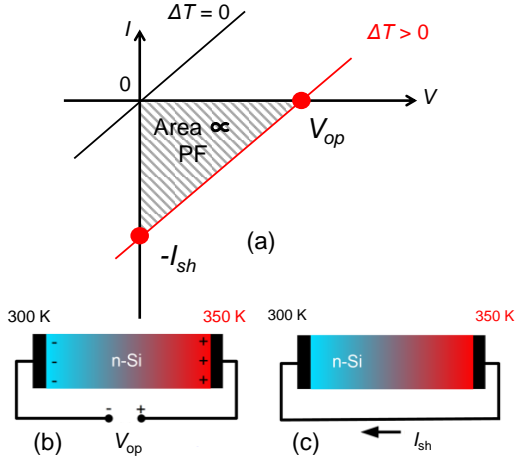 I
ΔT = 0
ΔT > 0
0
V
Area ∝
PF
V_op
-I_sh
(a)
300 K
350 K
300 K
350 K
-
+
-
n-Si
+
-
+
n-Si
-
+
(b)
V_op
(c)
I_sh